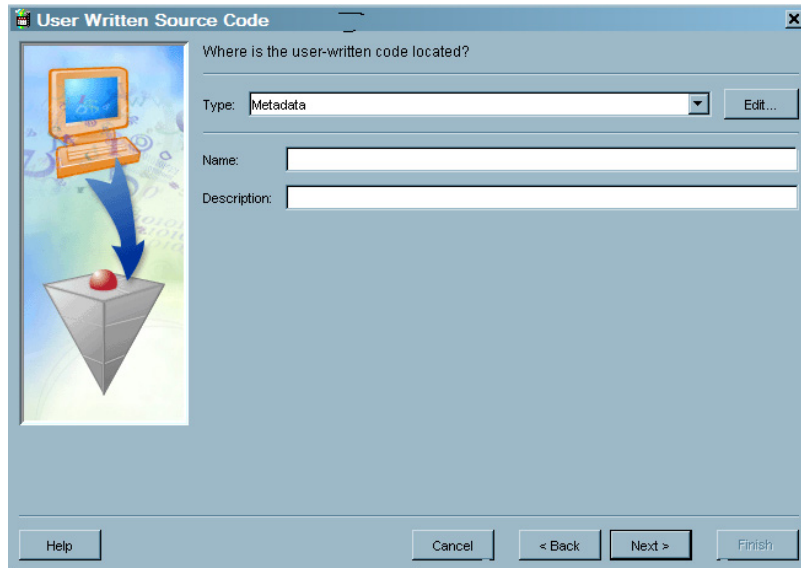 User Written Source Code
Where is the user-written code located?
Type: Metadata Edit...
Name:
Description:
Help Cancel < Back Next > Finish